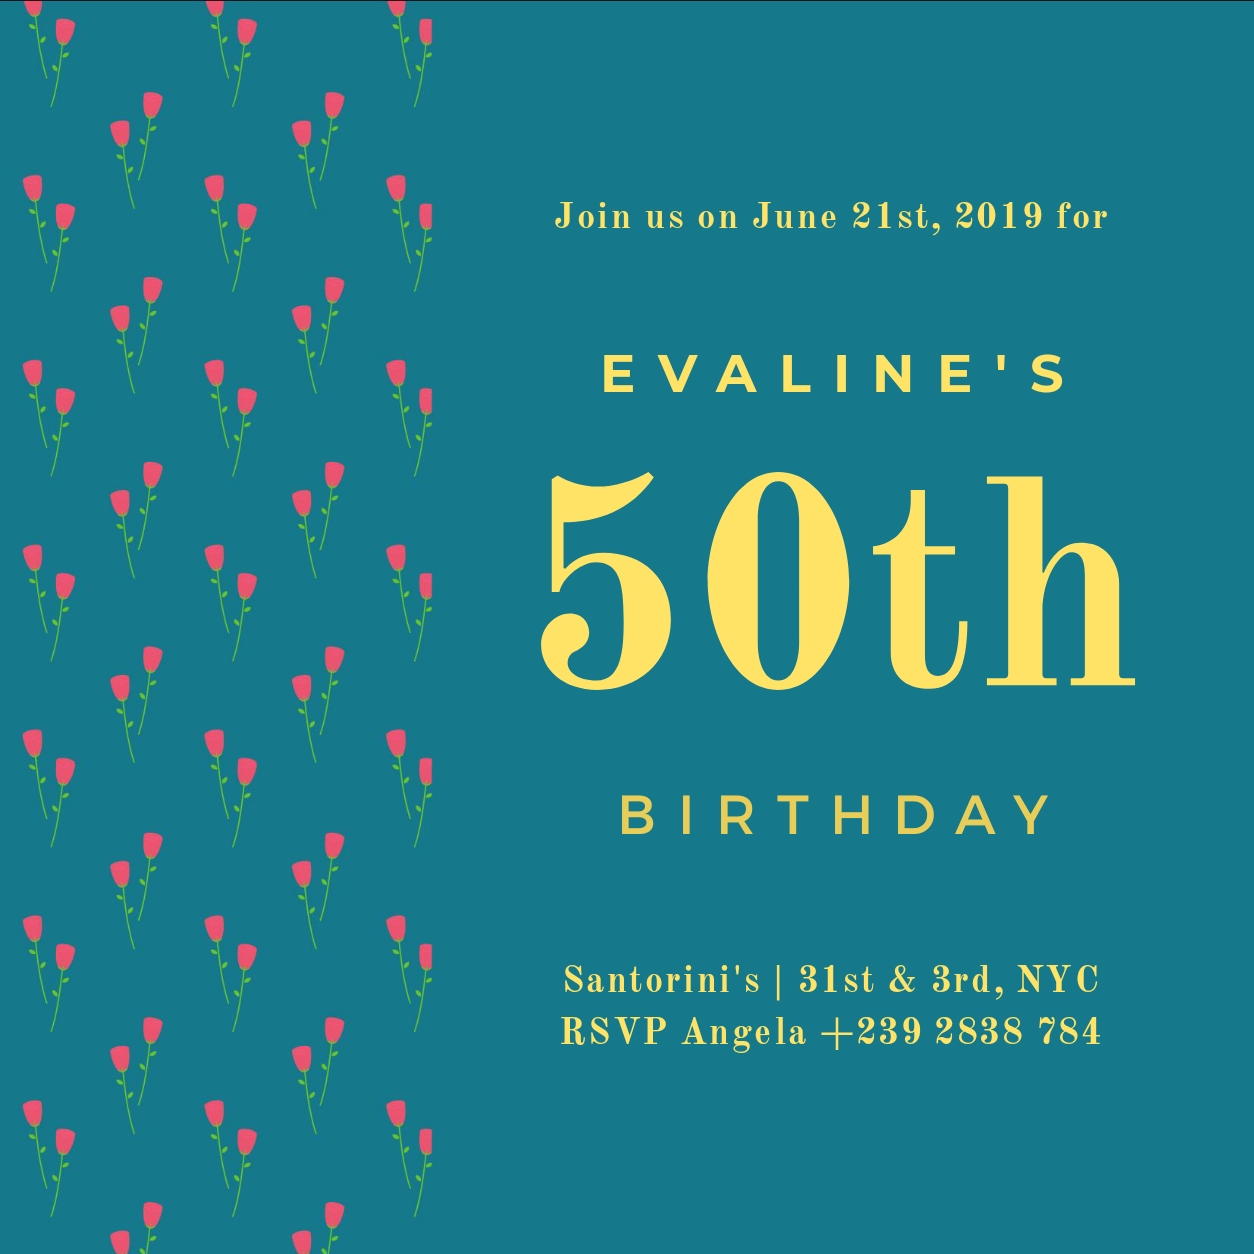 Join us on June 21st, 2019 for
EVALINE'S
50th
BIRTHDAY
Santorini's | 31st & 3rd, NYC
RSVP Angela +239 2838 784